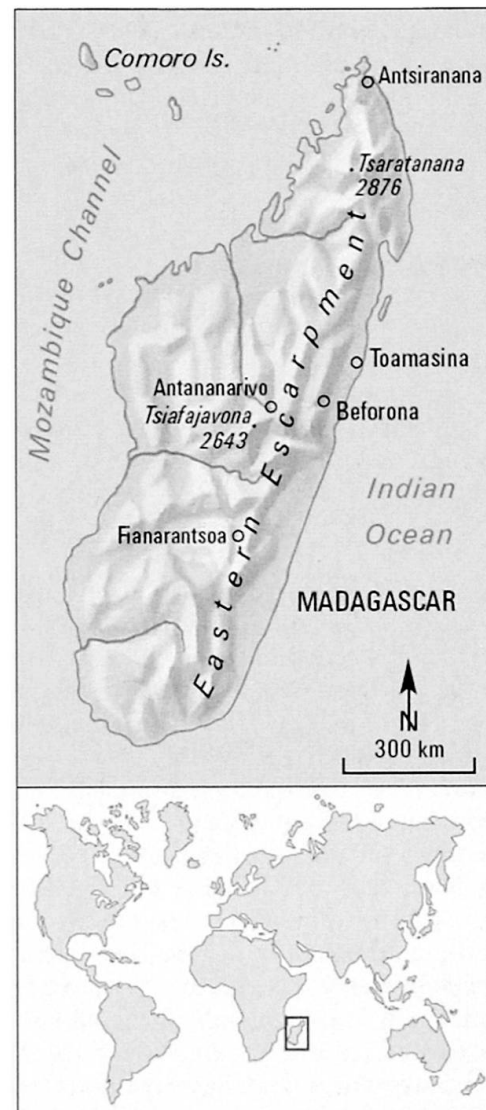 Comoro Is.
Antsiranana
Tsaratanana
2876
Mozambique Channel
Eastern Escarpment
Toamasina
Antananarivo
Tsiafajavona
2643
Beforona
Indian
Ocean
Fianarantsoa
MADAGASCAR
N
300 km